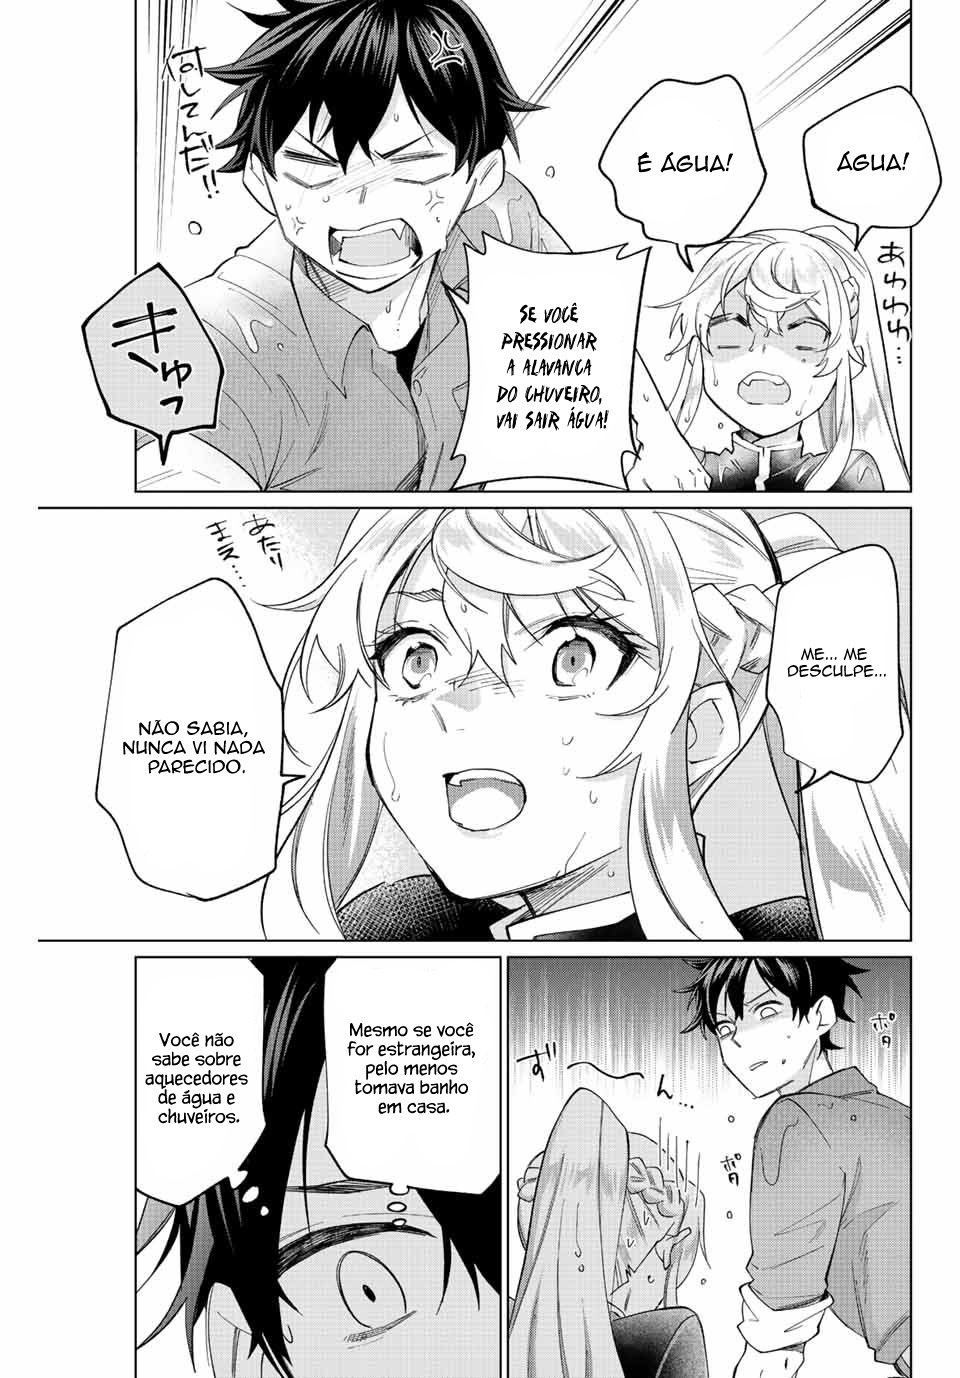 ÁGUA!
É ÁGUA!
あわわわ…
SE VOCÊ
PRESSIONAR
A ALAVANCA
DO CHUVEIRO,
VAI SAIR ÁGUA!
何してんだ!!
キュッ
ME... ME
DESCULPE...
あたり
まえ…
NÃO SABIA,
NUNCA VI NADA
PARECIDO.
ポタ
ポタ
ずーん…
Mesmo se você
for estrangeira,
pelo menos
tomava banho
em casa.
Você não
sabe sobre
aquecedores
de água e
chuveiros.